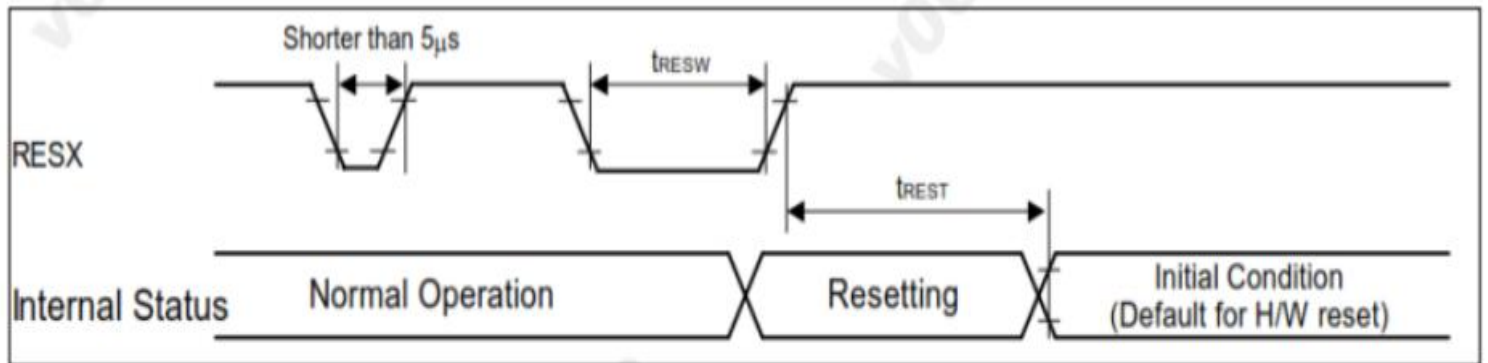 Shorter than 5μs
tRESW
RESX
tREST
Internal Status
Normal Operation
Resetting
Initial Condition
(Default for H/W reset)